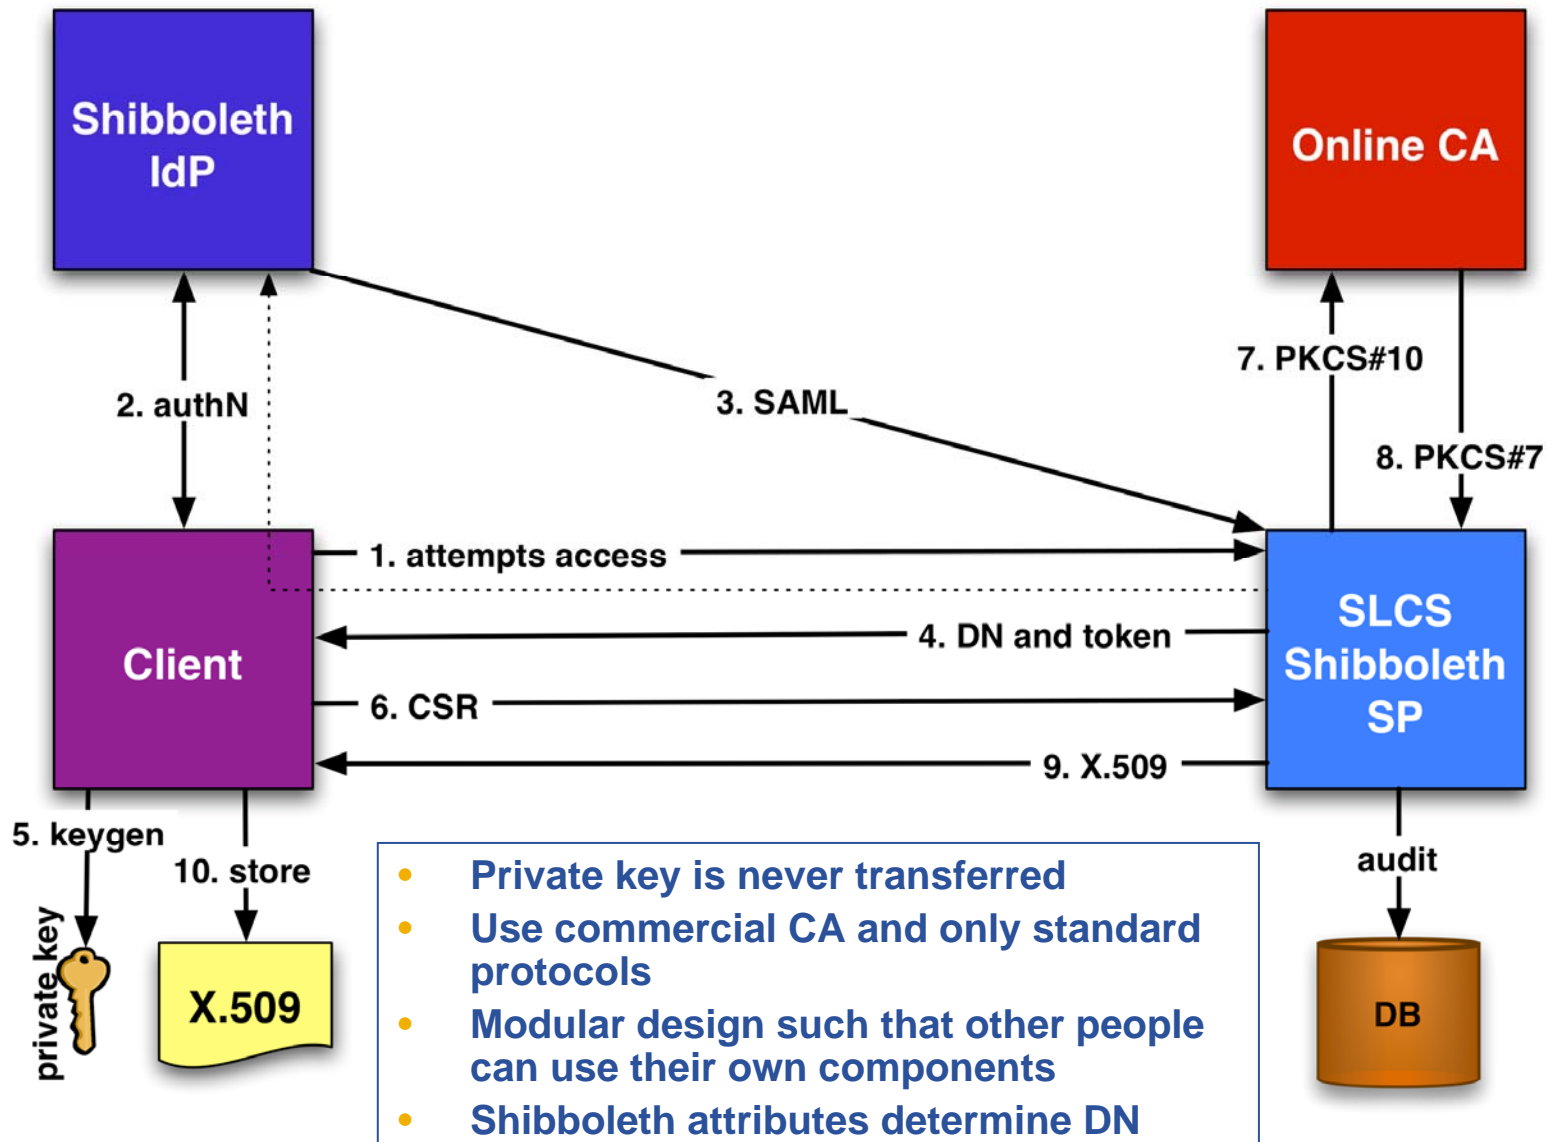 Shibboleth
IdP
Online CA
2. authN
3. SAML
7. PKCS#10
8. PKCS#7
1. attempts access
Client
4. DN and token
SLCS
Shibboleth
SP
6. CSR
9. X.509
5. keygen
10. store
audit
private key
X.509
DB
• Private key is never transferred
• Use commercial CA and only standard
protocols
• Modular design such that other people
can use their own components
• Shibboleth attributes determine DN